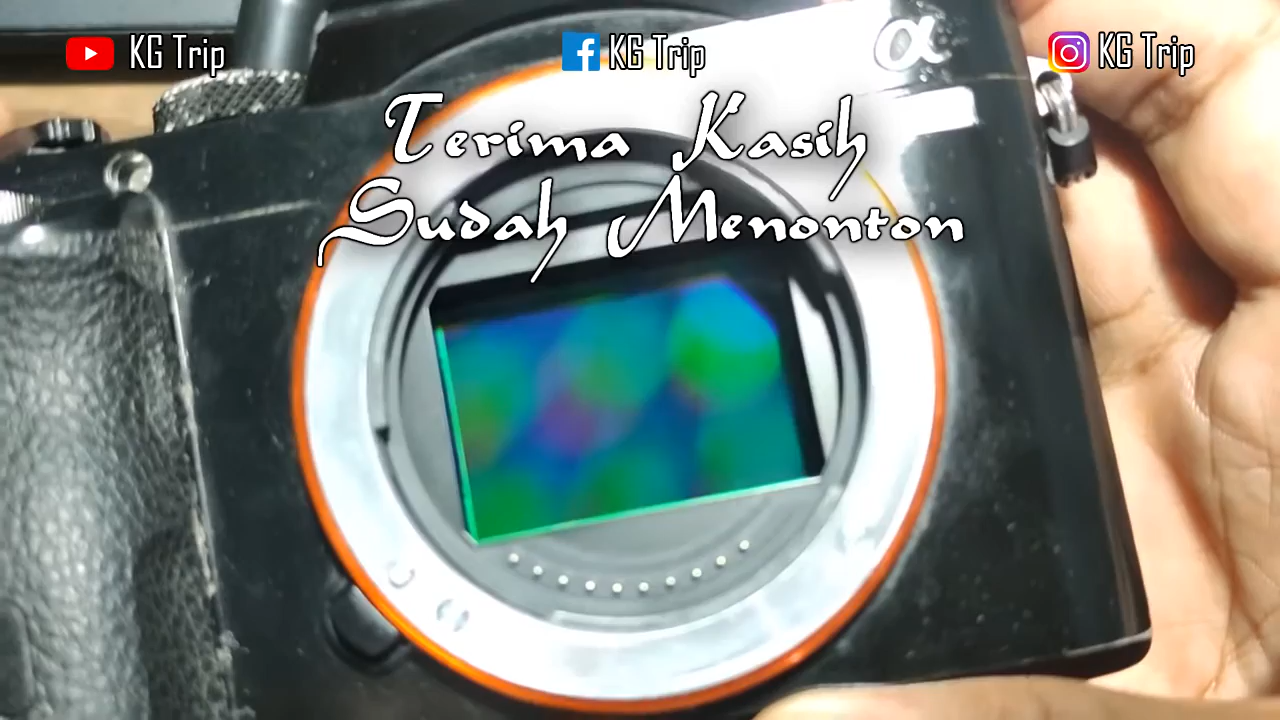 KG Trip
KG Trip
KG Trip
α
Terima Kasih
Sudah Menonton